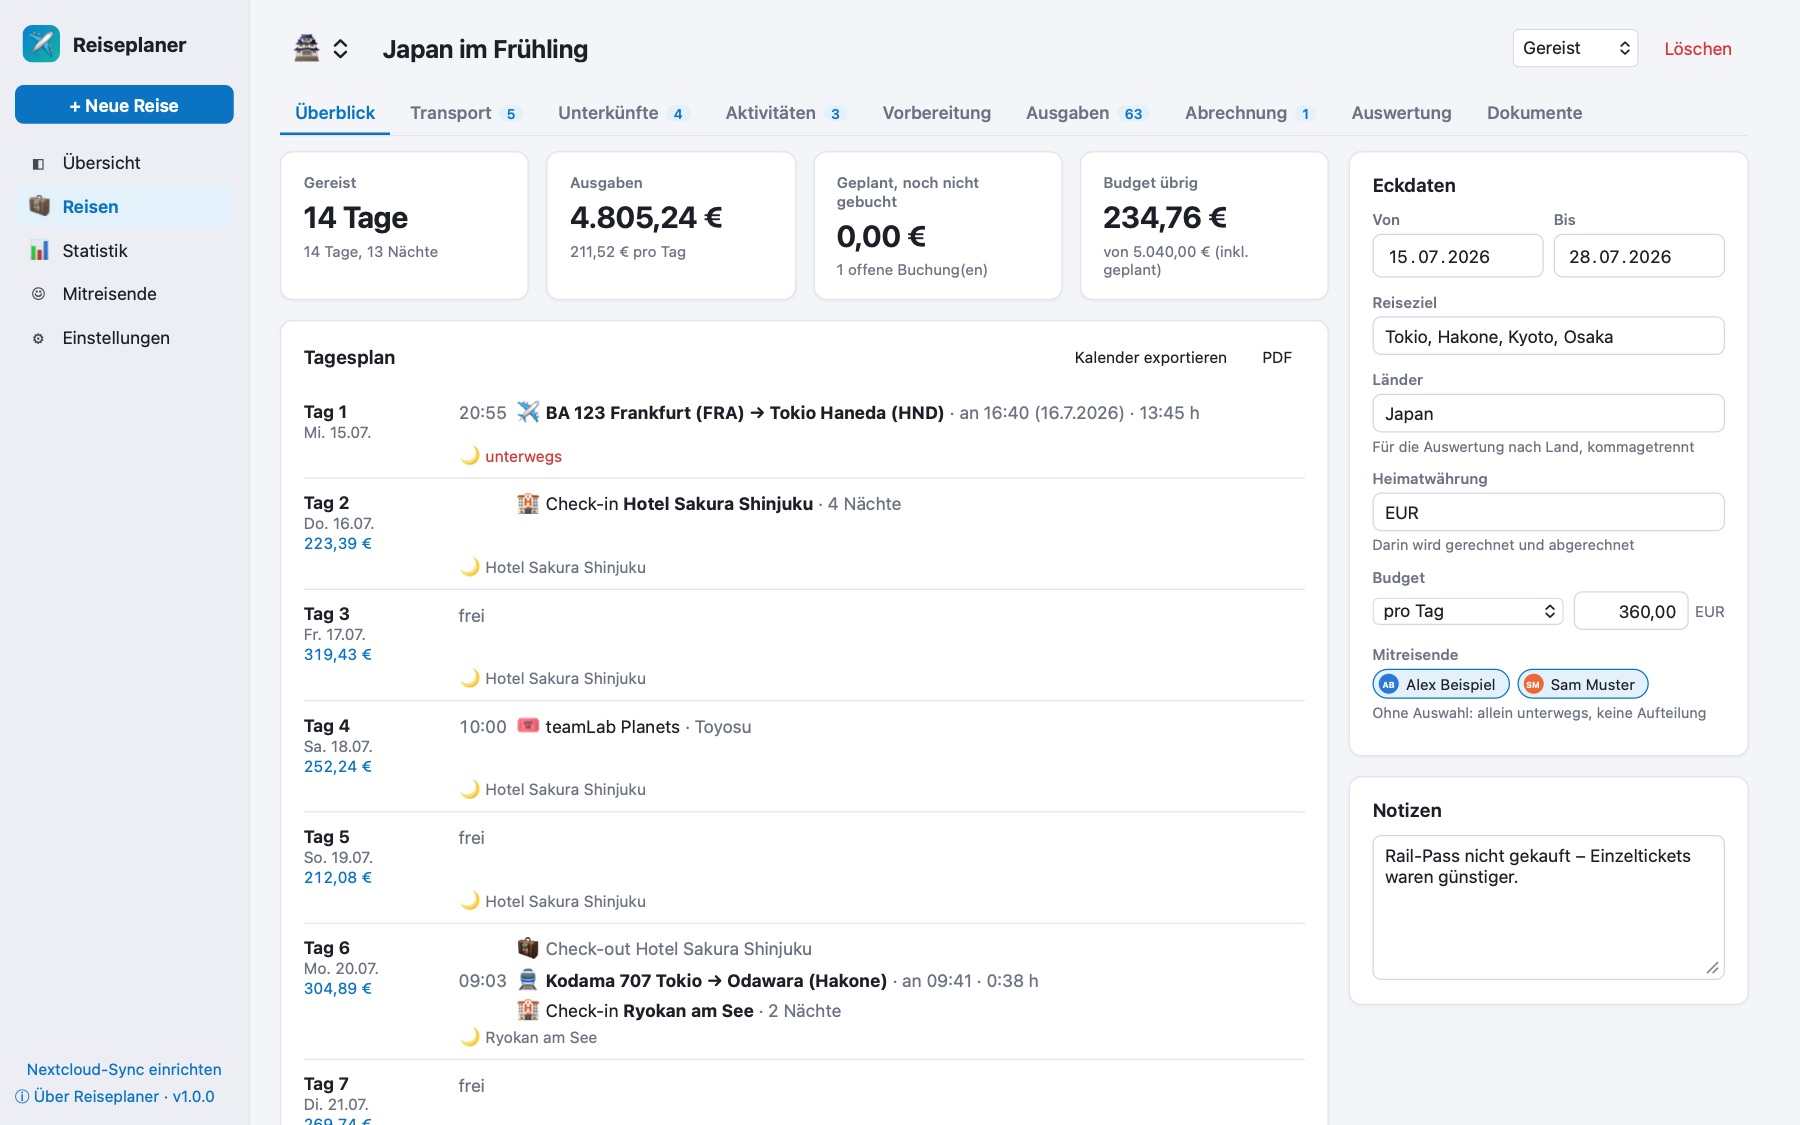 Reiseplaner
+ Neue Reise
Übersicht
Reisen
Statistik
Mitreisende
Einstellungen
Nextcloud-Sync einrichten
ⓘ Über Reiseplaner · v1.0.0
Japan im Frühling
Gereist
Löschen
Überblick
Transport 5
Unterkünfte 4
Aktivitäten 3
Vorbereitung
Ausgaben 63
Abrechnung 1
Auswertung
Dokumente
Gereist
14 Tage
14 Tage, 13 Nächte
Ausgaben
4.805,24 €
211,52 € pro Tag
Geplant, noch nicht
gebucht
0,00 €
1 offene Buchung(en)
Budget übrig
234,76 €
von 5.040,00 € (inkl.
geplant)
Tagesplan
Kalender exportieren
PDF
Tag 1
Mi. 15.07.
20:55 BA 123 Frankfurt (FRA) → Tokio Haneda (HND) · an 16:40 (16.7.2026) · 13:45 h
unterwegs
Tag 2
Do. 16.07.
223,39 €
Check-in Hotel Sakura Shinjuku · 4 Nächte
Hotel Sakura Shinjuku
Tag 3
Fr. 17.07.
319,43 €
frei
Hotel Sakura Shinjuku
Tag 4
Sa. 18.07.
252,24 €
10:00 teamLab Planets · Toyosu
Hotel Sakura Shinjuku
Tag 5
So. 19.07.
212,08 €
frei
Hotel Sakura Shinjuku
Tag 6
Mo. 20.07.
304,89 €
Check-out Hotel Sakura Shinjuku
09:03 Kodama 707 Tokio → Odawara (Hakone) · an 09:41 · 0:38 h
Check-in Ryokan am See · 2 Nächte
Ryokan am See
Tag 7
Di. 21.07.
269,74 €
frei
Eckdaten
Von
Bis
15.07.2026
28.07.2026
Reiseziel
Tokio, Hakone, Kyoto, Osaka
Länder
Japan
Für die Auswertung nach Land, kommagetrennt
Heimatwährung
EUR
Darin wird gerechnet und abgerechnet
Budget
pro Tag
360,00 EUR
Mitreisende
AB Alex Beispiel
SM Sam Muster
Ohne Auswahl: allein unterwegs, keine Aufteilung
Notizen
Rail-Pass nicht gekauft – Einzeltickets
waren günstiger.